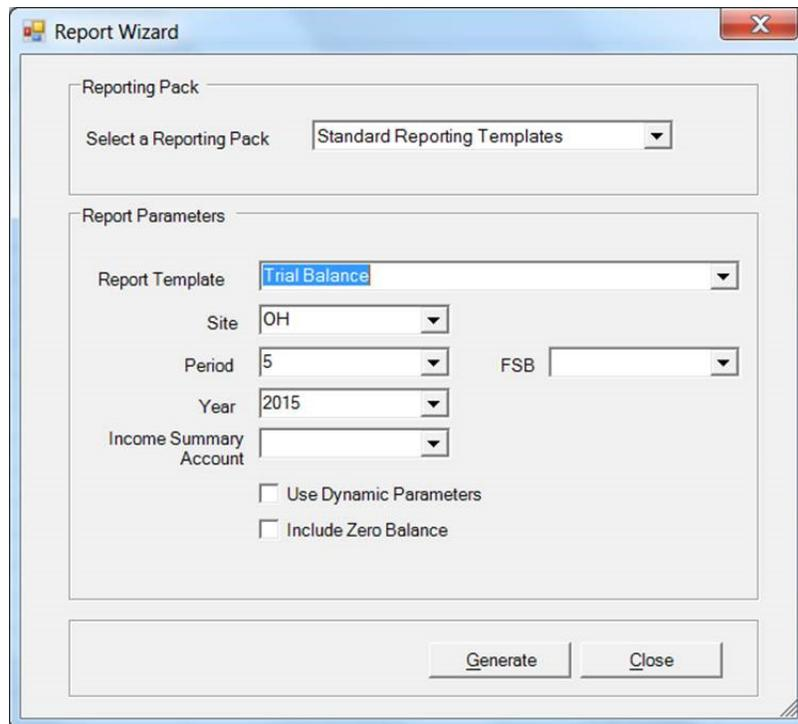 Report Wizard
X
Reporting Pack
Select a Reporting Pack Standard Reporting Templates
Report Parameters
Report Template Trial Balance
Site OH
Period 5 FSB
Year 2015
Income Summary
Account
Use Dynamic Parameters
Include Zero Balance
Generate Close